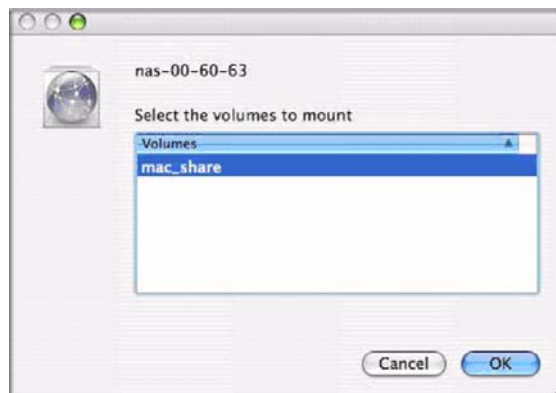 nas-00-60-63
Select the volumes to mount
Volumes
mac_share
Cancel
OK